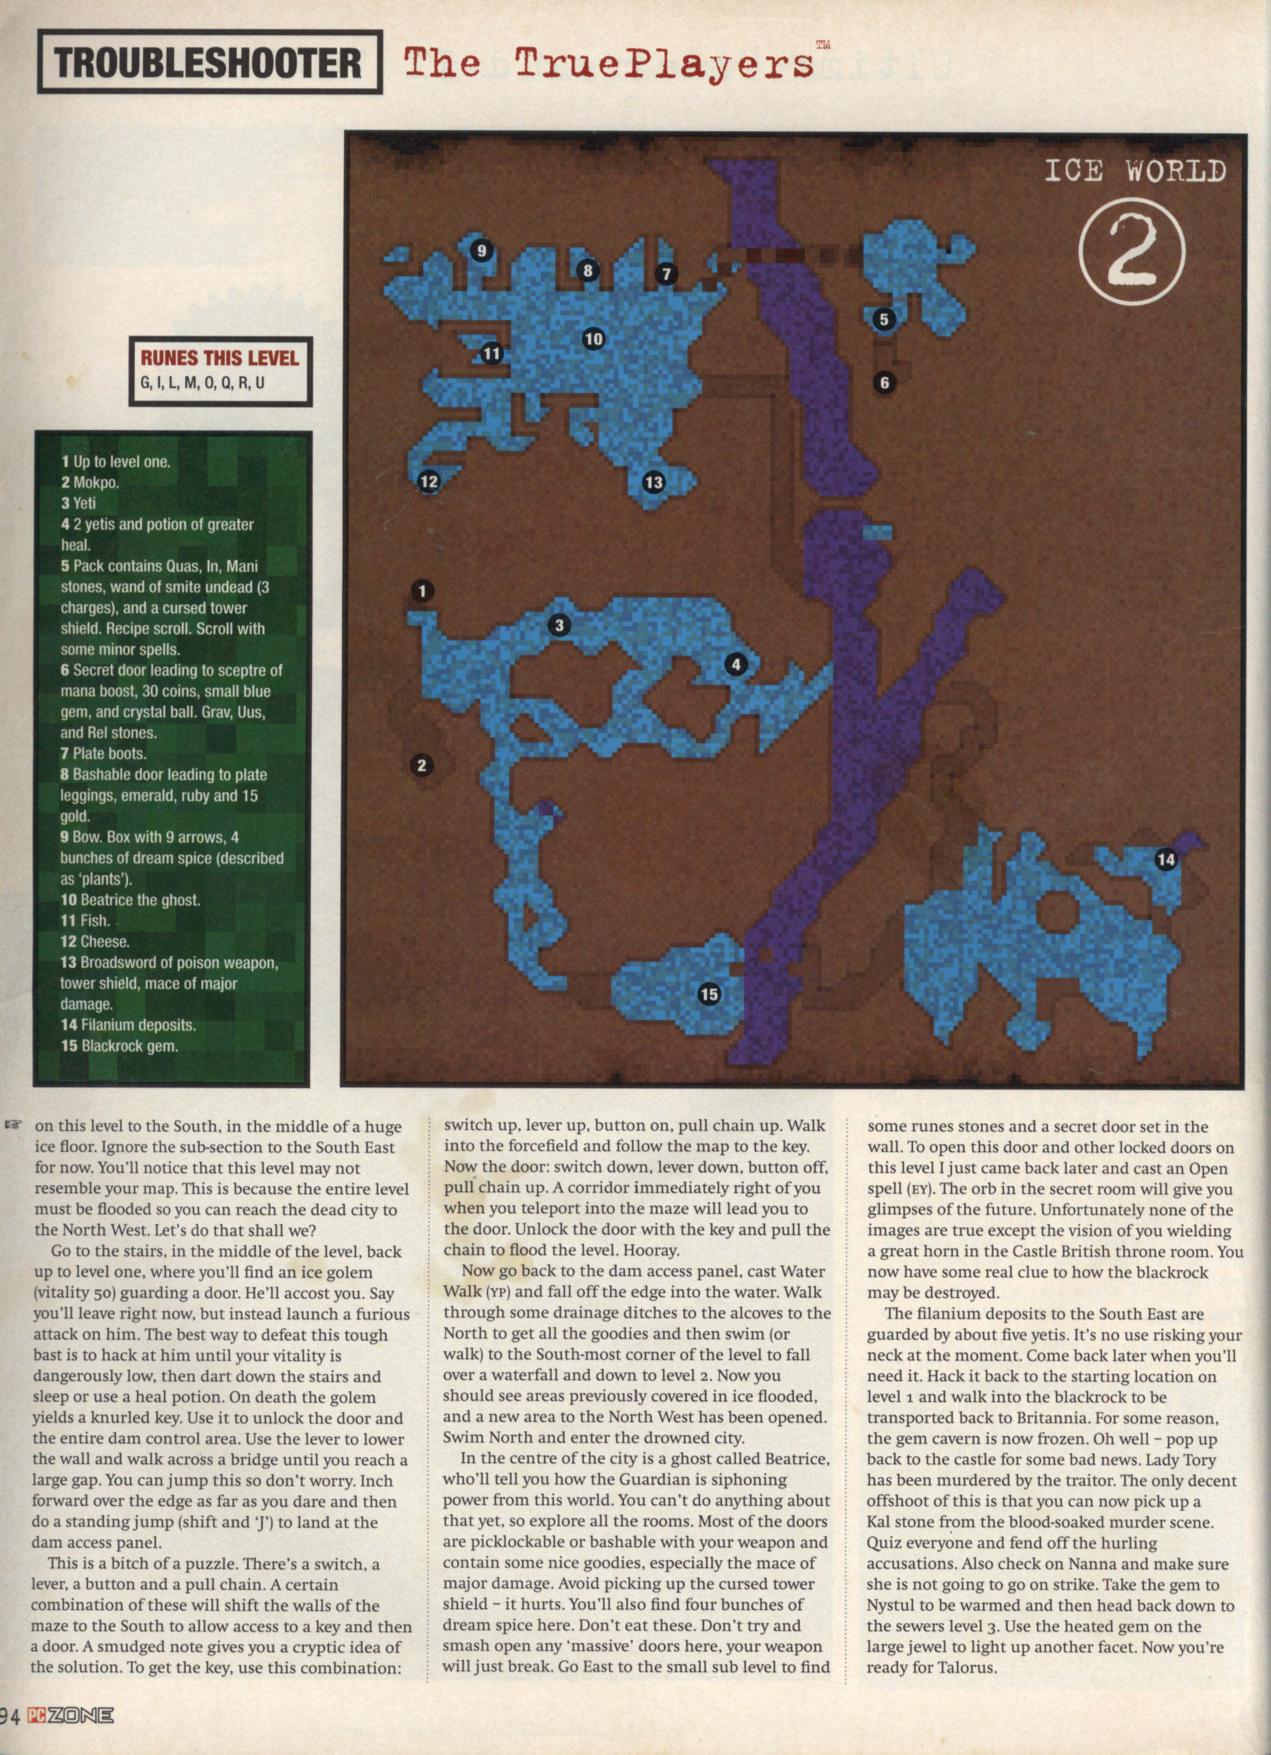 TROUBLESHOOTER The TruePlayers™
ICE WORLD
2
9
8
7
5
10
11
6
12
13
1
3
4
2
14
15
RUNES THIS LEVEL
G, I, L, M, O, Q, R, U
1 Up to level one.
2 Mokpo.
3 Yeti
4 2 yetis and potion of greater
heal.
5 Pack contains Quas, In, Mani
stones, wand of smite undead (3
charges), and a cursed tower
shield. Recipe scroll. Scroll with
some minor spells.
6 Secret door leading to sceptre of
mana boost, 30 coins, small blue
gem, and crystal ball. Grav, Uus,
and Rel stones.
7 Plate boots.
8 Bashable door leading to plate
leggings, emerald, ruby and 15
gold.
9 Bow. Box with 9 arrows, 4
bunches of dream spice (described
as ‘plants’).
10 Beatrice the ghost.
11 Fish.
12 Cheese.
13 Broadsword of poison weapon,
tower shield, mace of major
damage.
14 Filanium deposits.
15 Blackrock gem.
on this level to the South, in the middle of a huge
ice floor. Ignore the sub-section to the South East
for now. You’ll notice that this level may not
resemble your map. This is because the entire level
must be flooded so you can reach the dead city to
the North West. Let’s do that shall we?
Go to the stairs, in the middle of the level, back
up to level one, where you’ll find an ice golem
(vitality 50) guarding a door. He’ll accost you. Say
you’ll leave right now, but instead launch a furious
attack on him. The best way to defeat this tough
bast is to hack at him until your vitality is
dangerously low, then dart down the stairs and
sleep or use a heal potion. On death the golem
yields a knurled key. Use it to unlock the door and
the entire dam control area. Use the lever to lower
the wall and walk across a bridge until you reach a
large gap. You can jump this so don’t worry. Inch
forward over the edge as far as you dare and then
do a standing jump (shift and ‘J’) to land at the
dam access panel.
This is a bitch of a puzzle. There’s a switch, a
lever, a button and a pull chain. A certain
combination of these will shift the walls of the
maze to the South to allow access to a key and then
a door. A smudged note gives you a cryptic idea of
the solution. To get the key, use this combination:
switch up, lever up, button on, pull chain up. Walk
into the forcefield and follow the map to the key.
Now the door: switch down, lever down, button off,
pull chain up. A corridor immediately right of you
when you teleport into the maze will lead you to
the door. Unlock the door with the key and pull the
chain to flood the level. Hooray.
Now go back to the dam access panel, cast Water
Walk (YP) and fall off the edge into the water. Walk
through some drainage ditches to the alcoves to the
North to get all the goodies and then swim (or
walk) to the South-most corner of the level to fall
over a waterfall and down to level 2. Now you
should see areas previously covered in ice flooded,
and a new area to the North West has been opened.
Swim North and enter the drowned city.
In the centre of the city is a ghost called Beatrice,
who’ll tell you how the Guardian is siphoning
power from this world. You can’t do anything about
that yet, so explore all the rooms. Most of the doors
are picklockable or bashable with your weapon and
contain some nice goodies, especially the mace of
major damage. Avoid picking up the cursed tower
shield – it hurts. You’ll also find four bunches of
dream spice here. Don’t eat these. Don’t try and
smash open any ‘massive’ doors here, your weapon
will just break. Go East to the small sub level to find
some runes stones and a secret door set in the
wall. To open this door and other locked doors on
this level I just came back later and cast an Open
spell (EY). The orb in the secret room will give you
glimpses of the future. Unfortunately none of the
images are true except the vision of you wielding
a great horn in the Castle British throne room. You
now have some real clue to how the blackrock
may be destroyed.
The filanium deposits to the South East are
guarded by about five yetis. It’s no use risking your
neck at the moment. Come back later when you’ll
need it. Hack it back to the starting location on
level 1 and walk into the blackrock to be
transported back to Britannia. For some reason,
the gem cavern is now frozen. Oh well – pop up
back to the castle for some bad news. Lady Tory
has been murdered by the traitor. The only decent
offshoot of this is that you can now pick up a
Kal stone from the blood-soaked murder scene.
Quiz everyone and fend off the hurling
accusations. Also check on Nanna and make sure
she is not going to go on strike. Take the gem to
Nystul to be warmed and then head back down to
the sewers level 3. Use the heated gem on the
large jewel to light up another facet. Now you’re
ready for Talorus.
94 PC ZONE